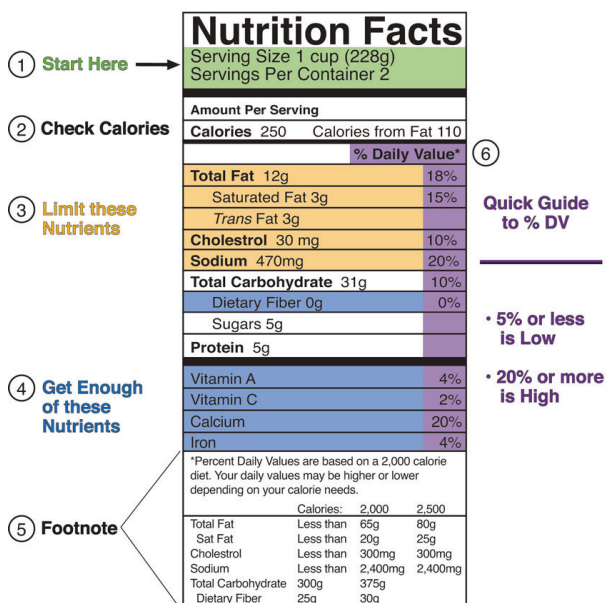 Nutrition Facts
1 Start Here
Serving Size 1 cup (228g)
Servings Per Container 2
Amount Per Serving
2 Check Calories
Calories 250 Calories from Fat 110
% Daily Value*
6
Total Fat 12g 18%
Saturated Fat 3g 15%
3 Limit these
Nutrients
Trans Fat 3g
Quick Guide
to % DV
Cholestrol 30 mg 10%
Sodium 470mg 20%
Total Carbohydrate 31g 10%
Dietary Fiber 0g 0%
Sugars 5g
Protein 5g
• 5% or less
is Low
• 20% or more
is High
4 Get Enough
of these
Nutrients
Vitamin A 4%
Vitamin C 2%
Calcium 20%
Iron 4%
*Percent Daily Values are based on a 2,000 calorie
diet. Your daily values may be higher or lower
depending on your calorie needs.
5 Footnote
Calories: 2,000 2,500
Total Fat Less than 65g 80g
Sat Fat Less than 20g 25g
Cholestrol Less than 300mg 300mg
Sodium Less than 2,400mg 2,400mg
Total Carbohydrate 300g 375g
Dietary Fiber 25g 30g